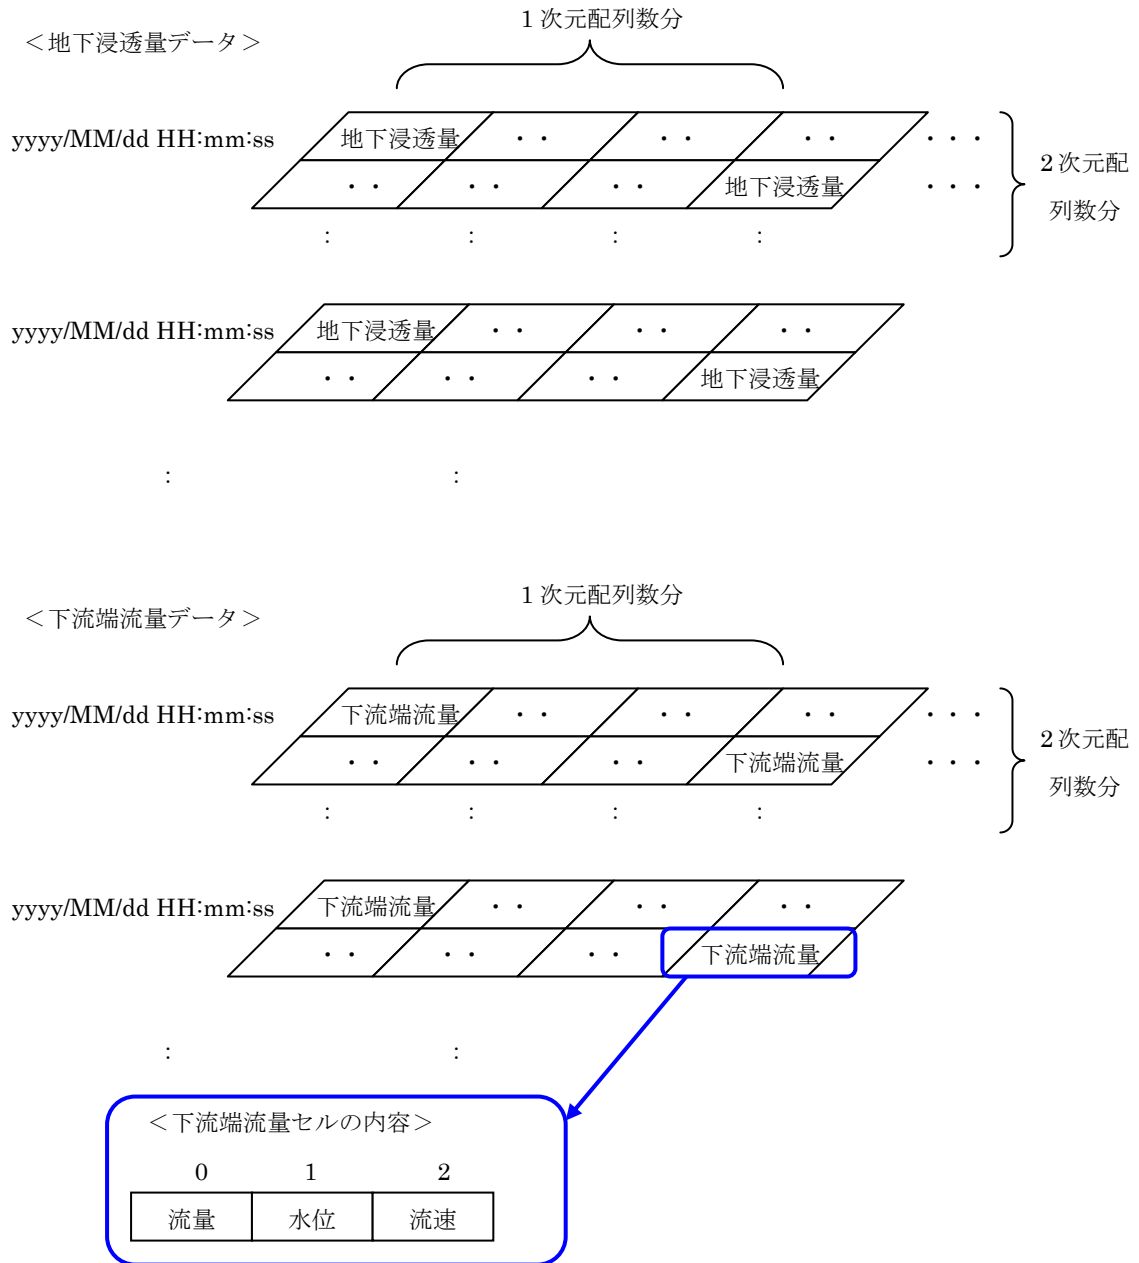 1 次元配列数分
＜地下浸透量データ＞
yyyy/MM/dd HH:mm:ss 地下浸透量 ・・ ・・ ・・ ・・・
・・ ・・ ・・ 地下浸透量 ・・・
2 次元配
列数分
: : : :
yyyy/MM/dd HH:mm:ss 地下浸透量 ・・ ・・ ・・
・・ ・・ ・・ 地下浸透量
: :
1 次元配列数分
＜下流端流量データ＞
yyyy/MM/dd HH:mm:ss 下流端流量 ・・ ・・ ・・ ・・・
・・ ・・ ・・ 下流端流量 ・・・
2 次元配
列数分
: : : :
yyyy/MM/dd HH:mm:ss 下流端流量 ・・ ・・ ・・
・・ ・・ ・・ 下流端流量
: :
＜下流端流量セルの内容＞
0 1 2
流量 水位 流速